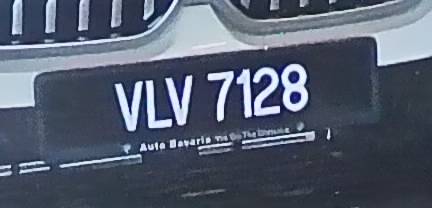 VLV 7128
Auto Bavaria